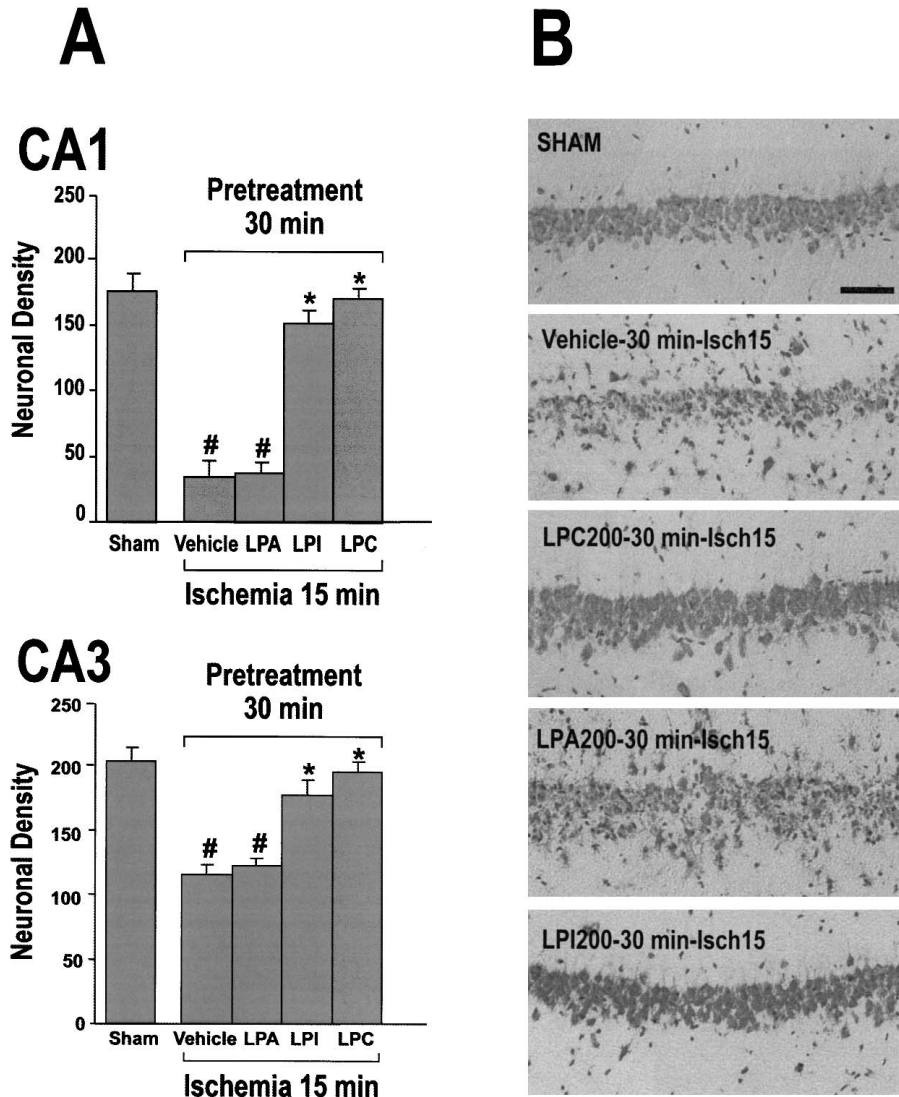 A
CA1
Neuronal Density
250
200
150
100
50
0
Pretreatment
30 min
#
#
*
*
Sham
Vehicle
LPA
LPI
LPC
Ischemia 15 min
CA3
Neuronal Density
250
200
150
100
50
0
Pretreatment
30 min
#
#
*
*
Sham
Vehicle
LPA
LPI
LPC
Ischemia 15 min
B
SHAM
Vehicle-30 min-Isch15
LPC200-30 min-Isch15
LPA200-30 min-Isch15
LPI200-30 min-Isch15